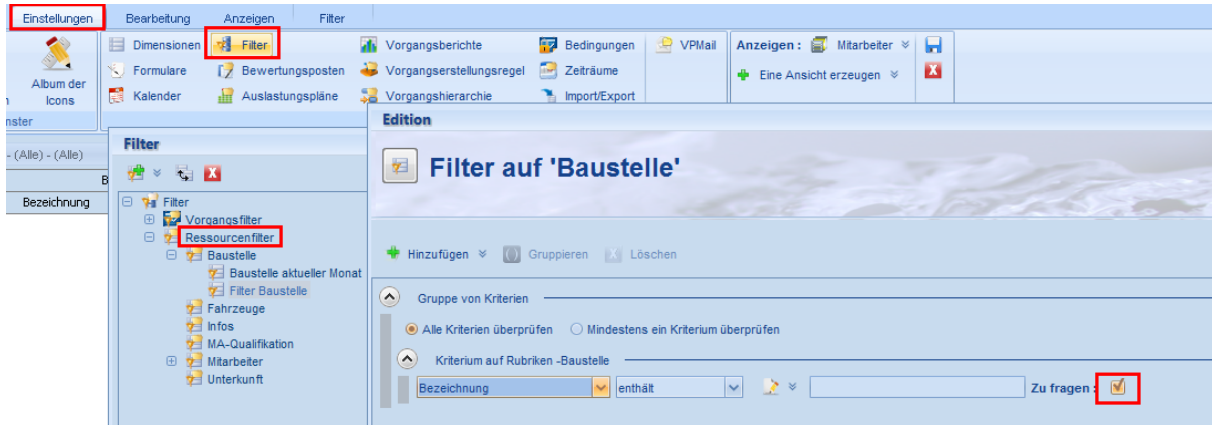 Einstellungen Bearbeitung Anzeigen Filter
Dimensionen Filter Vorgangsberichte Bedingungen VPMail Anzeigen : Mitarbeiter
Formulare Bewertungsposten Vorgangserstellungsregel Zeiträume Eine Ansicht erzeugen
Album der Icons
Kalender Auslastungspläne Vorgangshierarchie Import/Export
nster
Edition
Filter
- (Alle) - (Alle)
Filter auf 'Baustelle'
B
Bezeichnung
Filter
Vorgangsfilter
Ressourcenfilter
Baustelle
Baustelle aktueller Monat
Filter Baustelle
Fahrzeuge
Infos
MA-Qualifikation
Mitarbeiter
Unterkunft
Hinzufügen Gruppieren Löschen
Gruppe von Kriterien
Alle Kriterien überprüfen Mindestens ein Kriterium überprüfen
Kriterium auf Rubriken -Baustelle
Bezeichnung enthält Zu fragen :